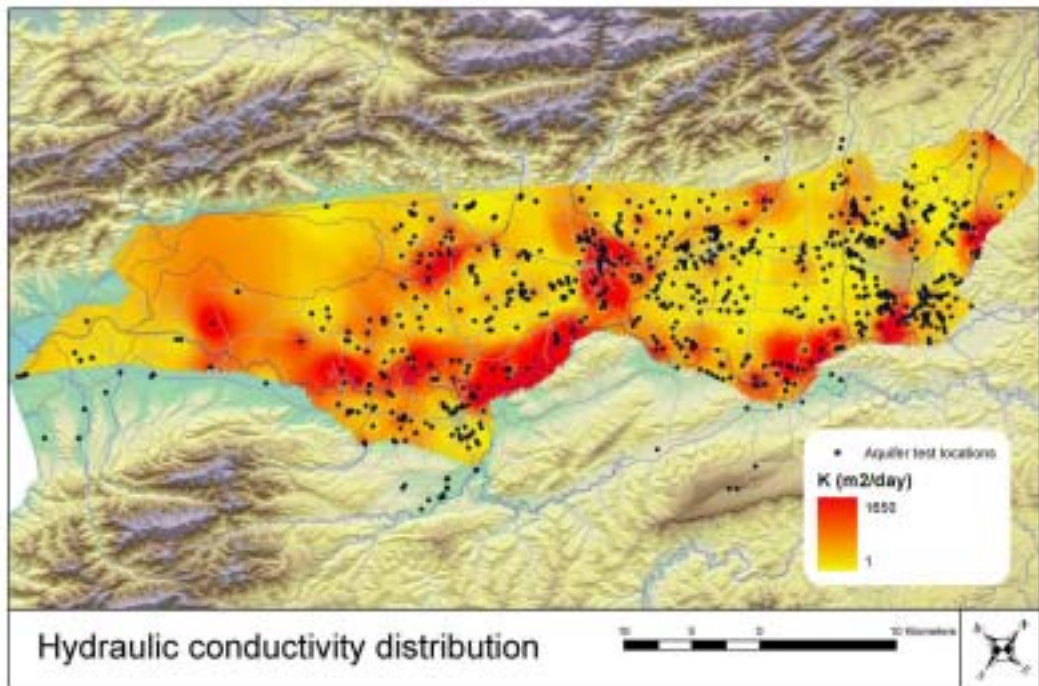 Aquifer test locations
K (m2/day)
1650
1
Hydraulic conductivity distribution
10 5 0 10 Kilometers